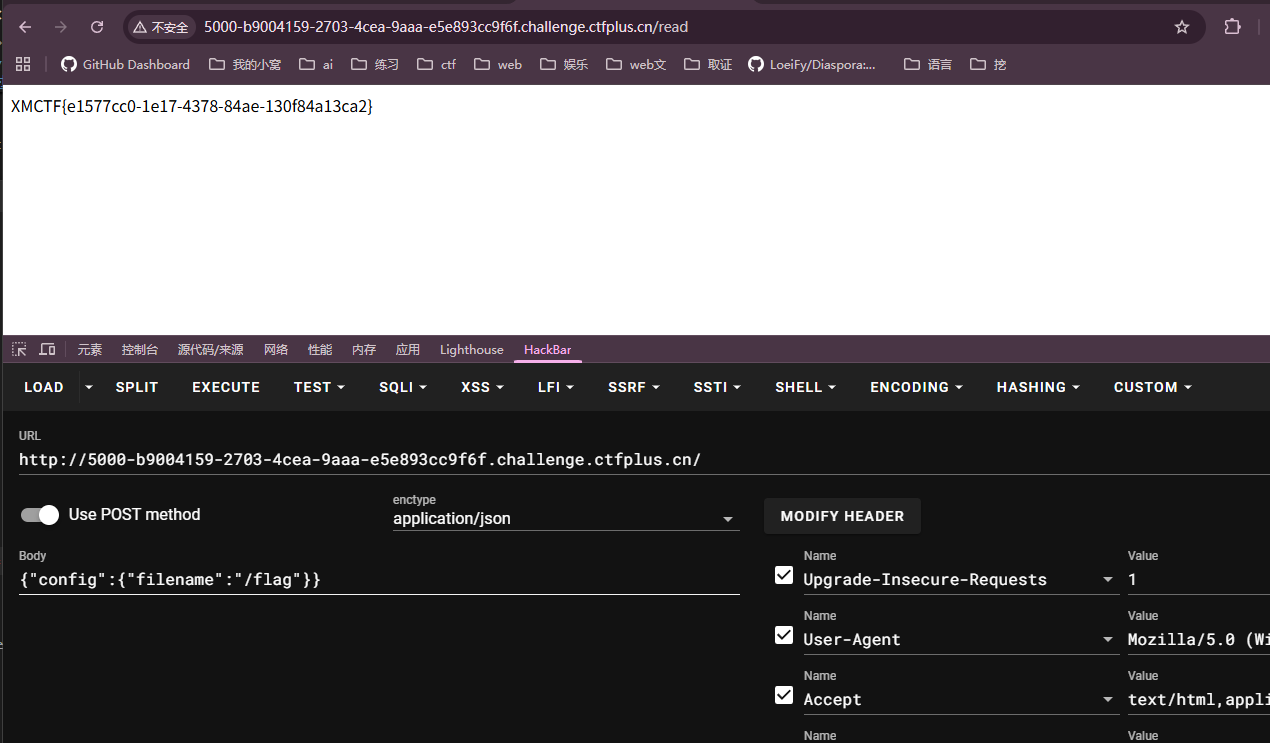 不安全 5000-b9004159-2703-4cea-9aaa-e5e893cc9f6f.challenge.ctfplus.cn/read
GitHub Dashboard 我的小窝 ai 练习 ctf web 娱乐 web文 取证 LoeiFy/Diaspora:... 语言 挖
XMCTF{e1577cc0-1e17-4378-84ae-130f84a13ca2}
元素 控制台 源代码/来源 网络 性能 内存 应用 Lighthouse HackBar
LOAD SPLIT EXECUTE TEST SQLI XSS LFI SSRF SSTI SHELL ENCODING HASHING CUSTOM
URL
http://5000-b9004159-2703-4cea-9aaa-e5e893cc9f6f.challenge.ctfplus.cn/
Use POST method
enctype
application/json
MODIFY HEADER
Body
{"config":{"filename":"/flag"}}
Name Value
Upgrade-Insecure-Requests 1
Name Value
User-Agent Mozilla/5.0 (Wi
Name Value
Accept text/html,appli
Name Value